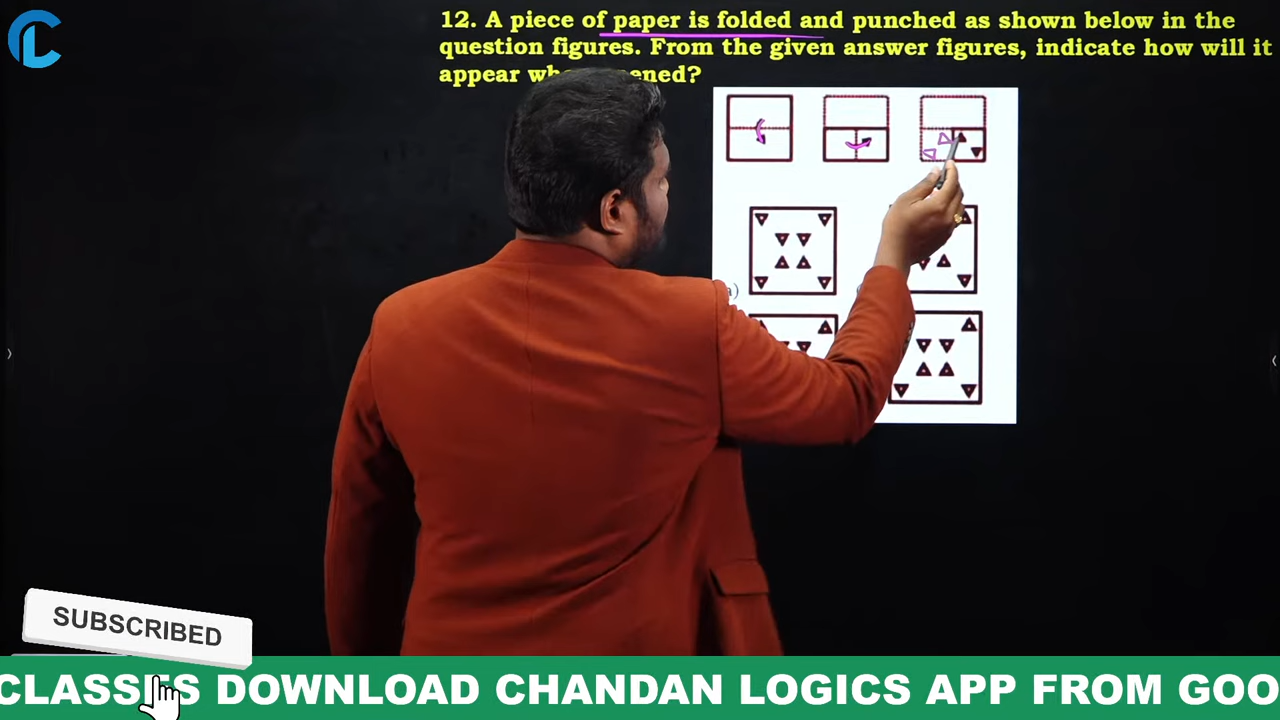 12. A piece of paper is folded and punched as shown below in the
question figures. From the given answer figures, indicate how will it
appear
a)
SUBSCRIBED
CLASSES DOWNLOAD CHANDAN LOGICS APP FROM GOO